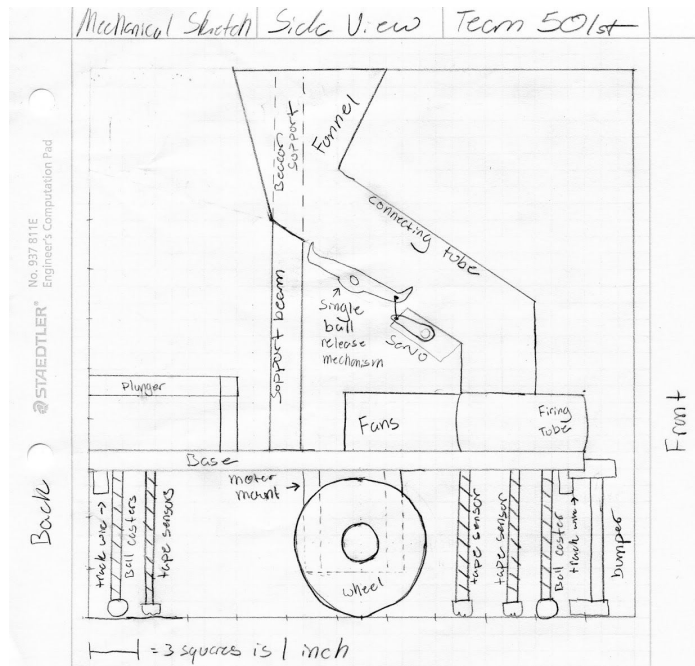 Mechanical Sketch | Side View | Team 501st
No. 937 811E
Engineer's Computation Pad
STAEDTLER®
Beacon
support
Funnel
connecting tube
support beam
single
ball
release
mechanism
servo
plunger
Fans
Firing
Tube
Base
motor
mount
Back
Front
track wire
Ball casters
tape sensors
wheel
tape sensor
tape sensor
Ball caster
track wire
bumper
= 3 squares is 1 inch